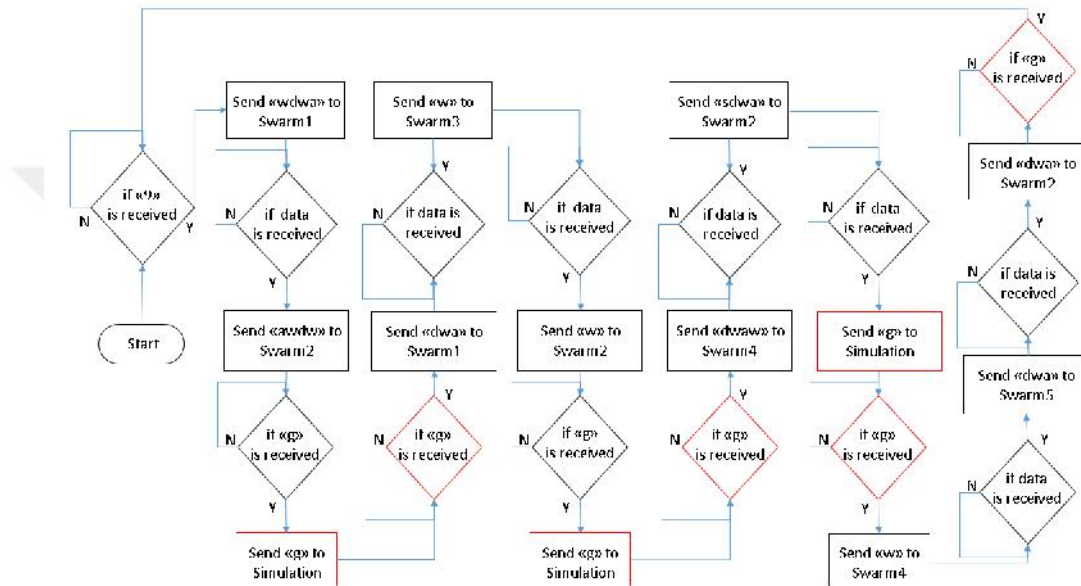 Start
if «9»
is received
N
Y
Send «wdwa» to
Swarm1
if data
is received
N
Y
Send «awdw» to
Swarm2
if «g»
is received
N
Y
Send «g» to
Simulation
if «g»
is received
N
Y
Send «dwa» to
Swarm1
if data is
received
N
Y
Send «w» to
Swarm3
if data
is received
N
Y
Send «w» to
Swarm2
if «g»
is received
N
Y
Send «g» to
Simulation
if «g»
is received
N
Y
Send «dwaw» to
Swarm4
if data is
received
N
Y
Send «sdwa» to
Swarm2
if data
is received
N
Y
Send «g» to
Simulation
if «g»
is received
N
Y
Send «w» to
Swarm4
if data
is received
N
Y
Send «dwa» to
Swarm5
if data is
received
N
Y
Send «dwa» to
Swarm2
if «g»
is received
N
Y